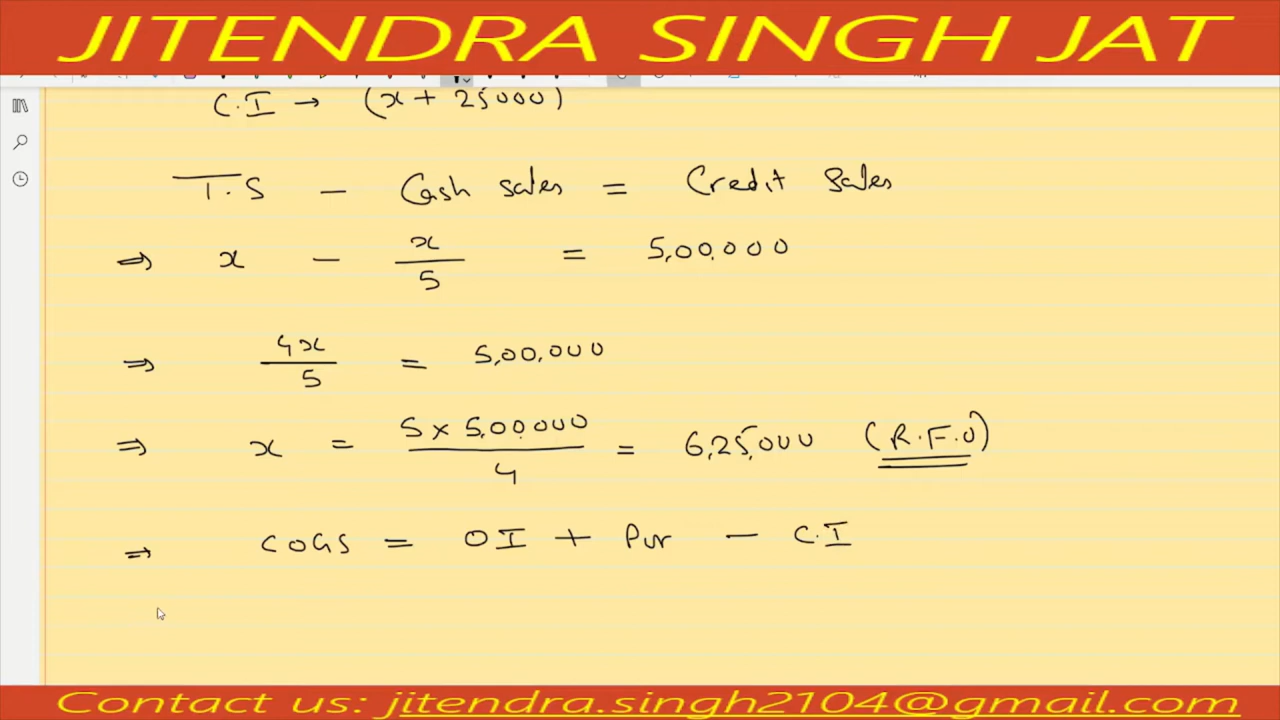 JITENDRA SINGH JAT
C.I → (x + 25000)
T.S − Cash sales = Credit Sales
⇒ x − x/5 = 5,00,000
⇒ 4x/5 = 5,00,000
⇒ x = 5 × 5,00,000/4 = 6,25,000 (R.F.O)
⇒ COGS = OI + Pur − C.I
Contact us: jitendra.singh2104@gmail.com